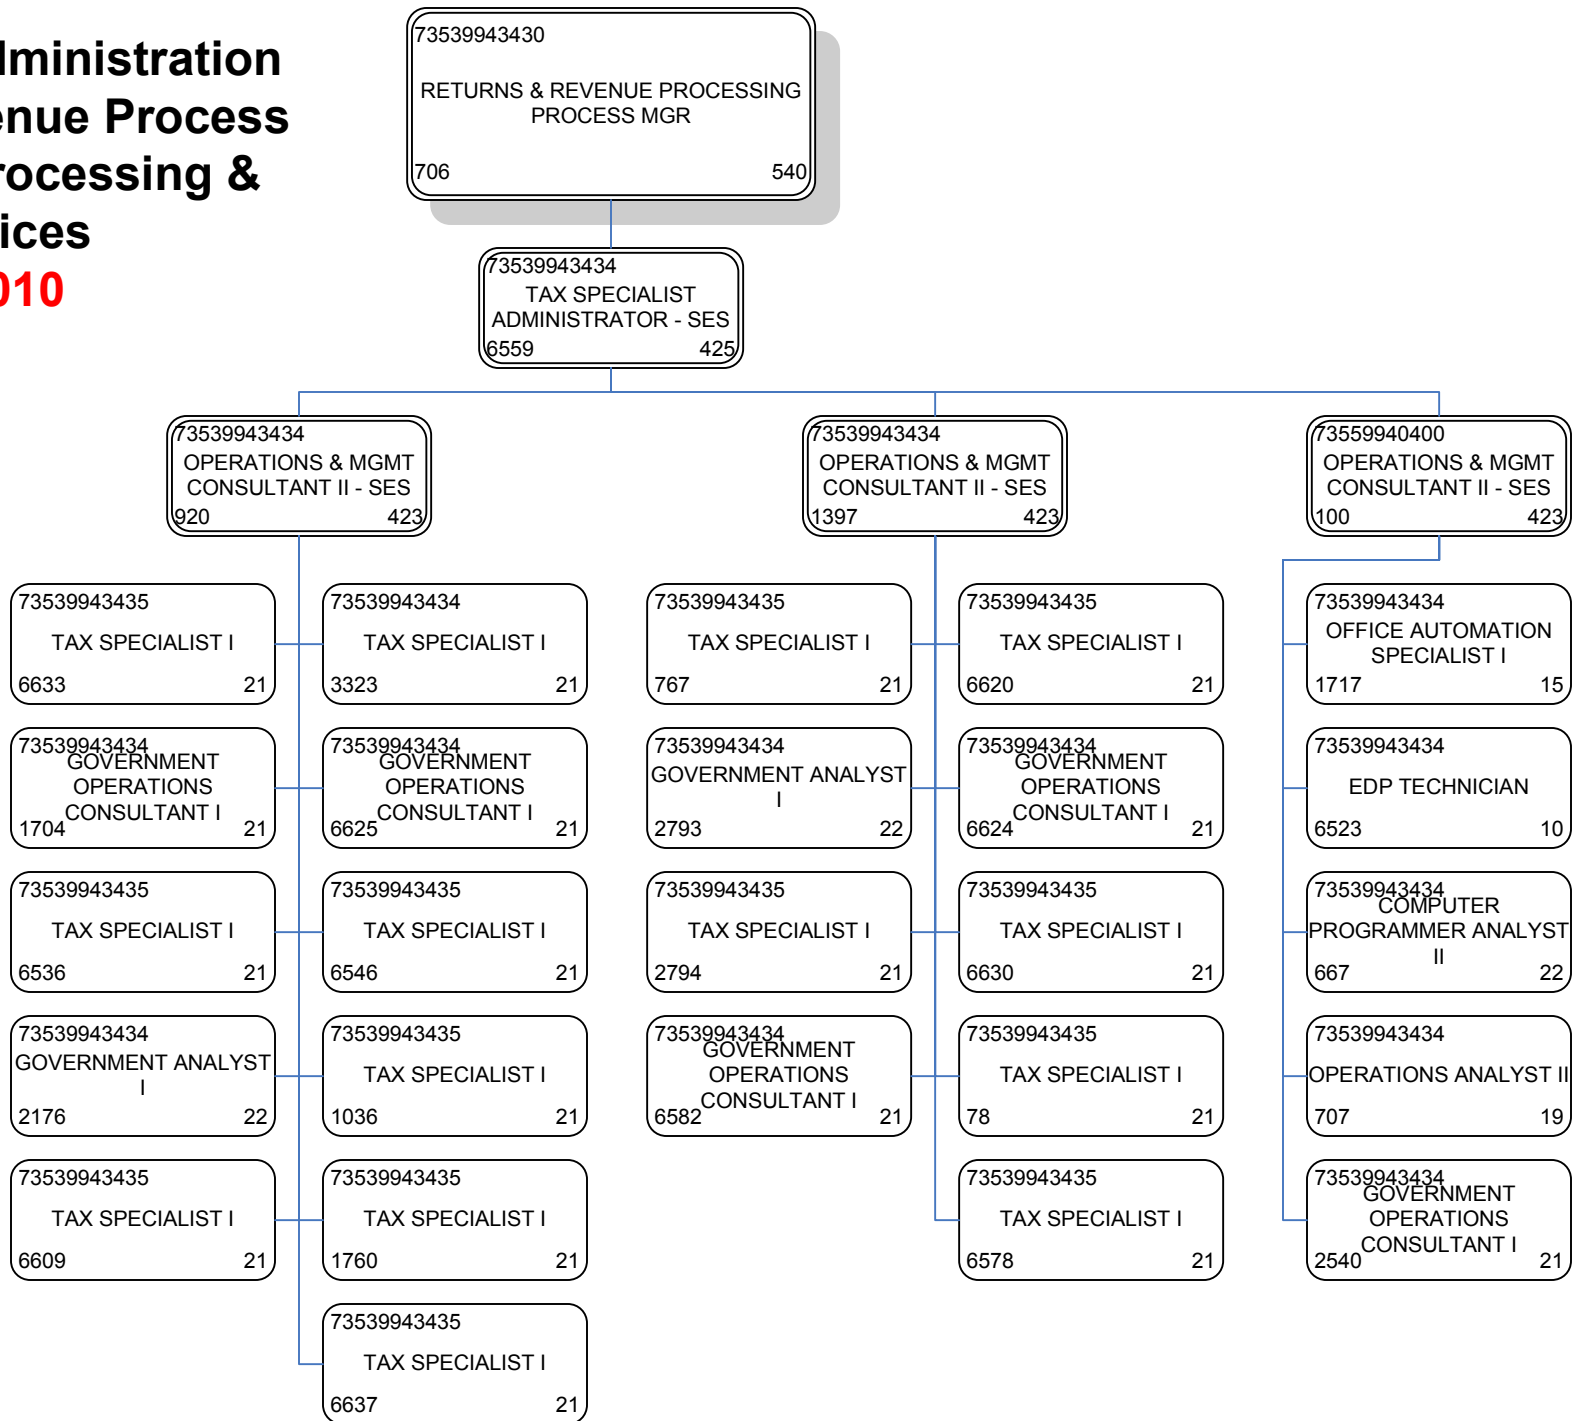 dministration
enue Process
rocessing &
ices
010
73539943430
RETURNS & REVENUE PROCESSING
PROCESS MGR
706 540
73539943434
TAX SPECIALIST
ADMINISTRATOR - SES
6559 425
73539943434
OPERATIONS & MGMT
CONSULTANT II - SES
920 423
73539943434
OPERATIONS & MGMT
CONSULTANT II - SES
1397 423
73559940400
OPERATIONS & MGMT
CONSULTANT II - SES
100 423
73539943435
TAX SPECIALIST I
6633 21
73539943434
TAX SPECIALIST I
3323 21
73539943435
TAX SPECIALIST I
767 21
73539943435
TAX SPECIALIST I
6620 21
73539943434
OFFICE AUTOMATION
SPECIALIST I
1717 15
73539943434
GOVERNMENT
OPERATIONS
CONSULTANT I
1704 21
73539943434
GOVERNMENT
OPERATIONS
CONSULTANT I
6625 21
73539943434
GOVERNMENT ANALYST
I
2793 22
73539943434
GOVERNMENT
OPERATIONS
CONSULTANT I
6624 21
73539943434
EDP TECHNICIAN
6523 10
73539943435
TAX SPECIALIST I
6536 21
73539943435
TAX SPECIALIST I
6546 21
73539943435
TAX SPECIALIST I
2794 21
73539943435
TAX SPECIALIST I
6630 21
73539943434
COMPUTER
PROGRAMMER ANALYST
II
667 22
73539943434
GOVERNMENT ANALYST
I
2176 22
73539943435
TAX SPECIALIST I
1036 21
73539943434
GOVERNMENT
OPERATIONS
CONSULTANT I
6582 21
73539943435
TAX SPECIALIST I
78 21
73539943434
OPERATIONS ANALYST II
707 19
73539943435
TAX SPECIALIST I
6609 21
73539943435
TAX SPECIALIST I
1760 21
73539943435
TAX SPECIALIST I
6578 21
73539943434
GOVERNMENT
OPERATIONS
CONSULTANT I
2540 21
73539943435
TAX SPECIALIST I
6637 21